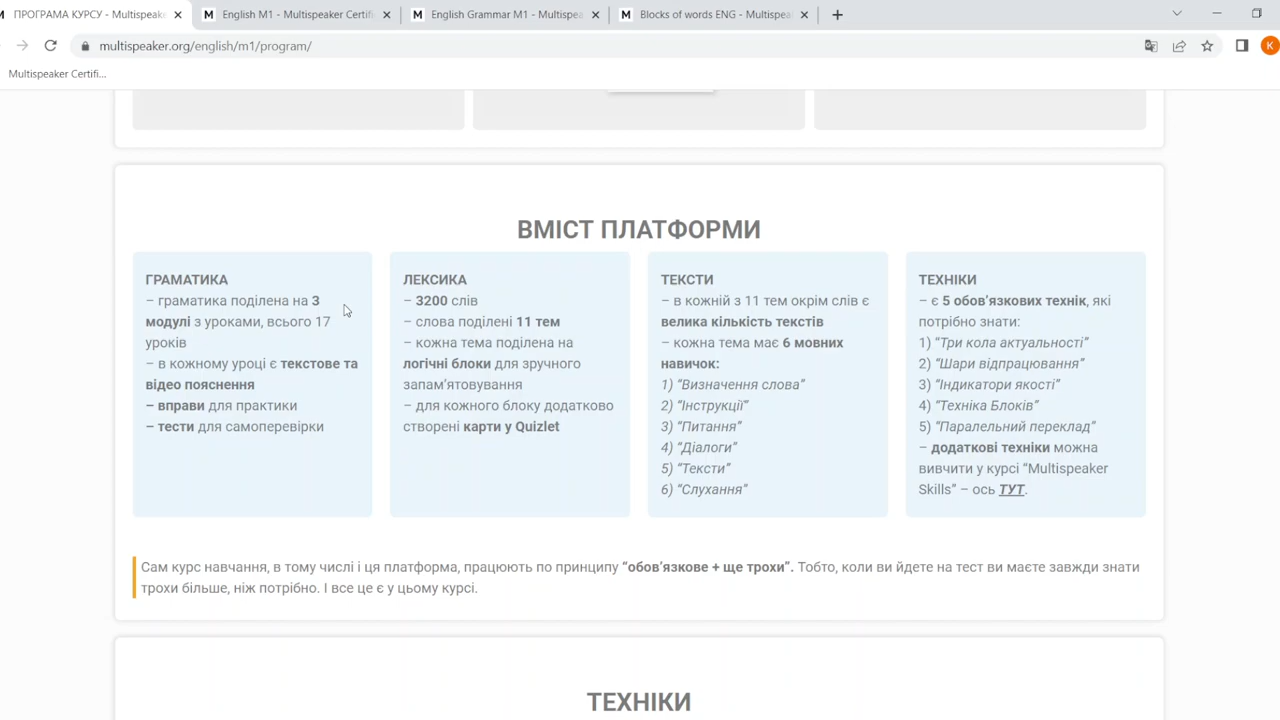 ПРОГРАМА КУРСУ - Multispeake
English M1 - Multispeaker Certifi
English Grammar M1 - Multispea
Blocks of words ENG - Multispea
multispeaker.org/english/m1/program/
K
Multispeaker Certifi...
ВМІСТ ПЛАТФОРМИ
ГРАМАТИКА
– граматика поділена на 3
модулі з уроками, всього 17
уроків
– в кожному уроці є текстове та
відео пояснення
– вправи для практики
– тести для самоперевірки
ЛЕКСИКА
– 3200 слів
– слова поділені 11 тем
– кожна тема поділена на
логічні блоки для зручного
запам'ятовування
– для кожного блоку додатково
створені карти у Quizlet
ТЕКСТИ
– в кожній з 11 тем окрім слів є
велика кількість текстів
– кожна тема має 6 мовних
навичок:
1) “Визначення слова”
2) “Інструкції”
3) “Питання”
4) “Діалоги”
5) “Тексти”
6) “Слухання”
ТЕХНІКИ
– є 5 обов’язкових технік, які
потрібно знати:
1) “Три кола актуальності”
2) “Шари відпрацювання”
3) “Індикатори якості”
4) “Техніка Блоків”
5) “Паралельний переклад”
– додаткові техніки можна
вивчити у курсі “Multispeaker
Skills” – ось ТУТ.
Сам курс навчання, в тому числі і ця платформа, працюють по принципу “обов’язкове + ще трохи”. Тобто, коли ви йдете на тест ви маєте завжди знати
трохи більше, ніж потрібно. І все це є у цьому курсі.
ТЕХНІКИ